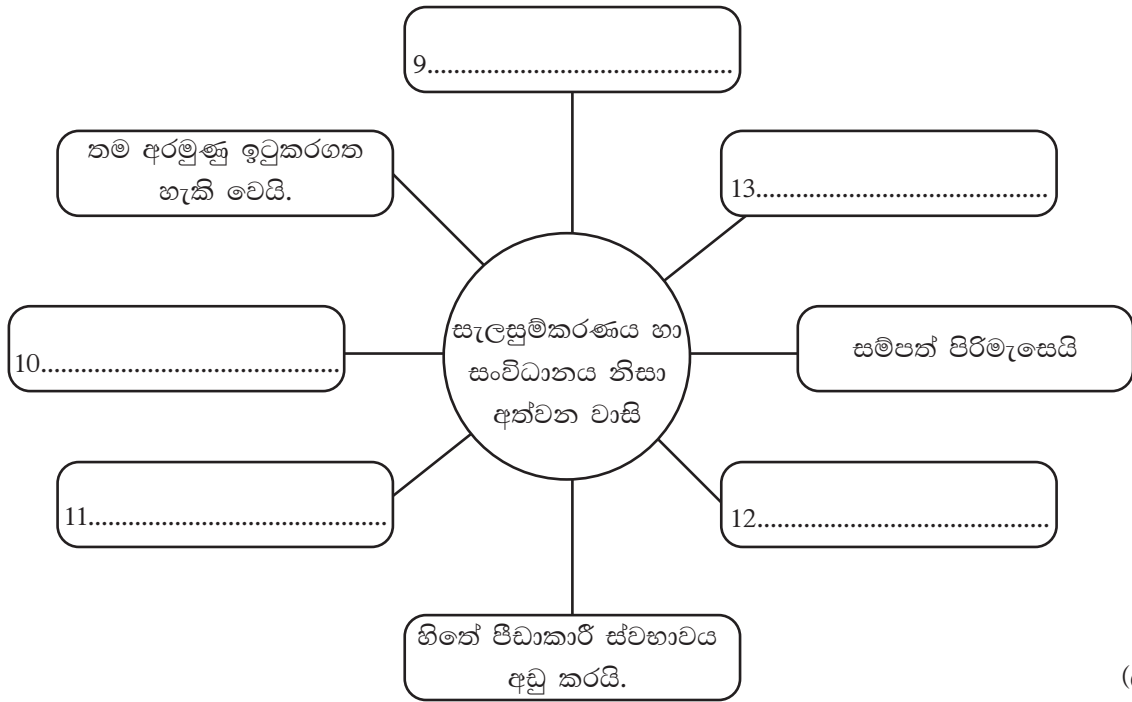 9...............................................
තම අරමුණු ඉටුකරගත
හැකි වෙයි.
13.............................................
10..............................................
සැලසුම්කරණය හා
සංවිධානය නිසා
අත්වන වාසි
සම්පත් පිරිමැසෙයි
11..............................................
12.............................................
හිතේ පීඩාකාරී ස්වභාවය
අඩු කරයි.